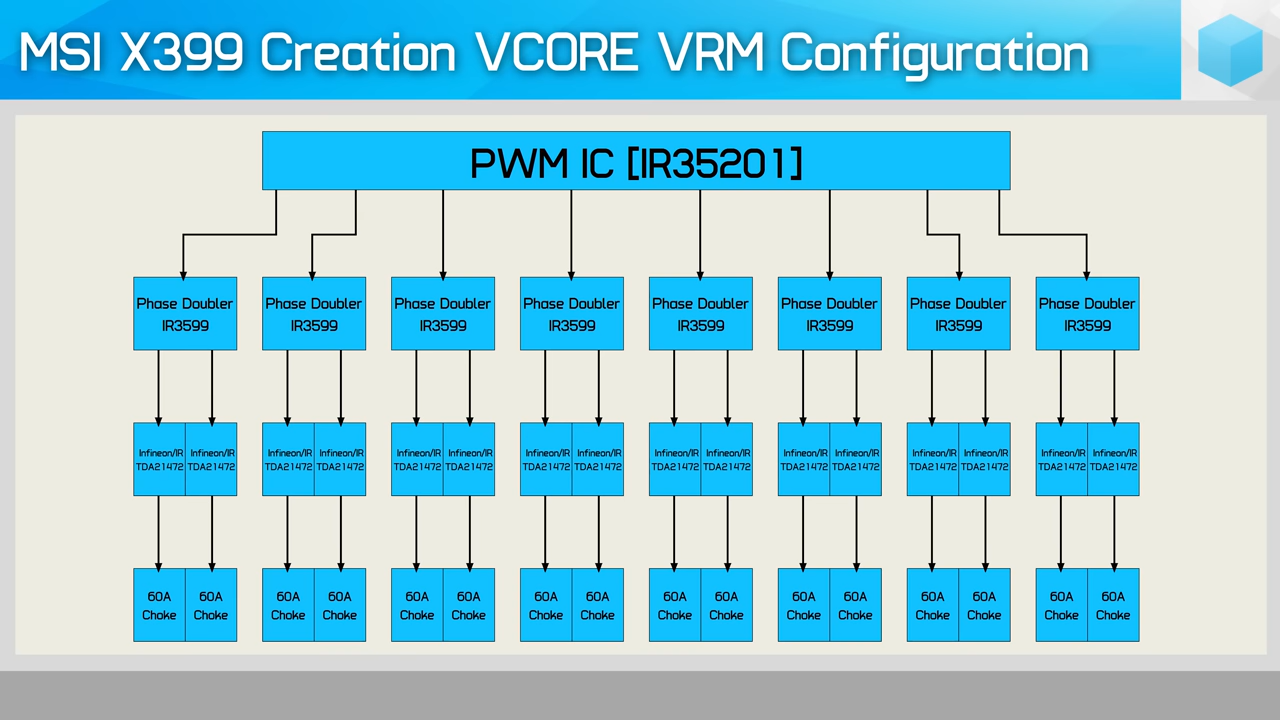 MSI X399 Creation VCORE VRM Configuration
PWM IC [IR35201]
Phase Doubler Phase Doubler Phase Doubler Phase Doubler Phase Doubler Phase Doubler Phase Doubler Phase Doubler
IR3599 IR3599 IR3599 IR3599 IR3599 IR3599 IR3599 IR3599
Infineon/IR Infineon/IR Infineon/IR Infineon/IR Infineon/IR Infineon/IR Infineon/IR Infineon/IR Infineon/IR Infineon/IR Infineon/IR Infineon/IR Infineon/IR Infineon/IR Infineon/IR Infineon/IR
TDA21472 TDA21472 TDA21472 TDA21472 TDA21472 TDA21472 TDA21472 TDA21472 TDA21472 TDA21472 TDA21472 TDA21472 TDA21472 TDA21472 TDA21472 TDA21472
60A 60A 60A 60A 60A 60A 60A 60A 60A 60A 60A 60A 60A 60A 60A 60A
Choke Choke Choke Choke Choke Choke Choke Choke Choke Choke Choke Choke Choke Choke Choke Choke